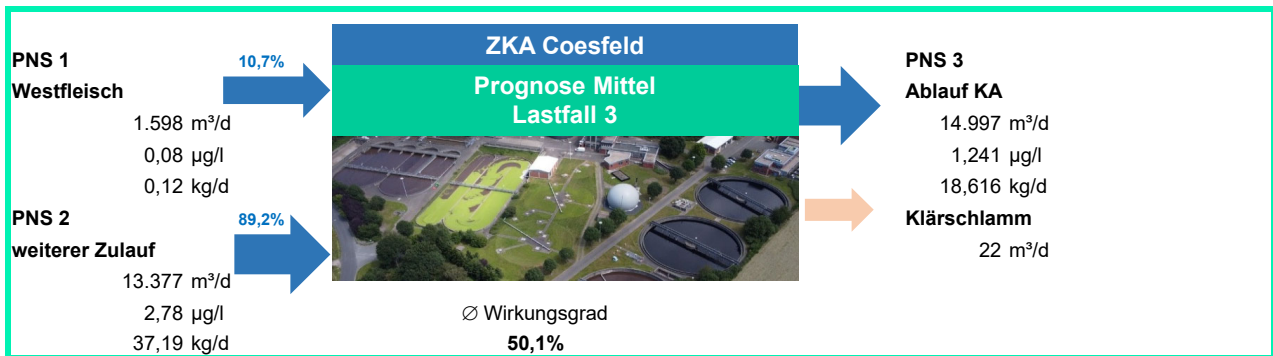 PNS 1
Westfleisch
1.598 m³/d
0,08 µg/l
0,12 kg/d
10,7%
PNS 2
weiterer Zulauf
13.377 m³/d
2,78 µg/l
37,19 kg/d
89,2%
ZKA Coesfeld
Prognose Mittel
Lastfall 3
∅ Wirkungsgrad
50,1%
PNS 3
Ablauf KA
14.997 m³/d
1,241 µg/l
18,616 kg/d
Klärschlamm
22 m³/d